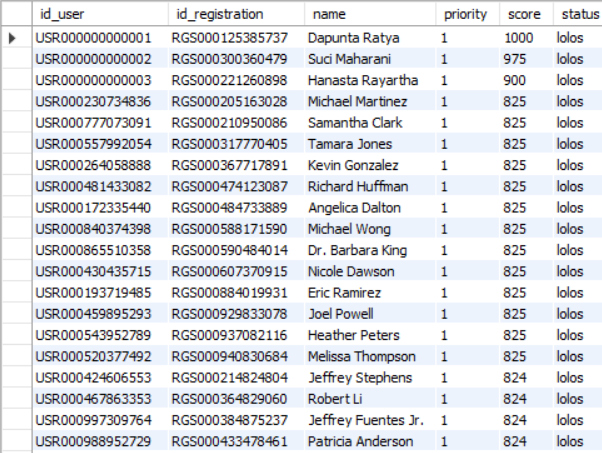 id_user id_registration name priority score status
USR000000000001 RGS000125385737 Dapunta Ratya 1 1000 lolos
USR000000000002 RGS000300360479 Suci Maharani 1 975 lolos
USR000000000003 RGS000221260898 Hanasta Rayartha 1 900 lolos
USR000230734836 RGS000205163028 Michael Martinez 1 825 lolos
USR000777073091 RGS000210950086 Samantha Clark 1 825 lolos
USR000557992054 RGS000317770405 Tamara Jones 1 825 lolos
USR000264058888 RGS000367717891 Kevin Gonzalez 1 825 lolos
USR000481433082 RGS000474123087 Richard Huffman 1 825 lolos
USR000172335440 RGS000484733889 Angelica Dalton 1 825 lolos
USR000840374398 RGS000588171590 Michael Wong 1 825 lolos
USR000865510358 RGS000590484014 Dr. Barbara King 1 825 lolos
USR000430435715 RGS000607370915 Nicole Dawson 1 825 lolos
USR000193719485 RGS000884019931 Eric Ramirez 1 825 lolos
USR000459895293 RGS000929833078 Joel Powell 1 825 lolos
USR000543952789 RGS000937082116 Heather Peters 1 825 lolos
USR000520377492 RGS000940830684 Melissa Thompson 1 825 lolos
USR000424606553 RGS000214824804 Jeffrey Stephens 1 824 lolos
USR000467863353 RGS000364829060 Robert Li 1 824 lolos
USR000997309764 RGS000384875237 Jeffrey Fuentes Jr. 1 824 lolos
USR000988952729 RGS000433478461 Patricia Anderson 1 824 lolos